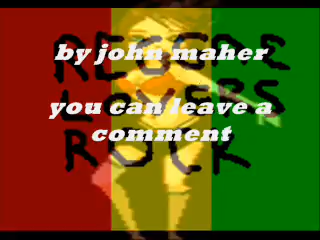 REGGAE
by john maher
LOVERS
you can leave a
comment
ROCK